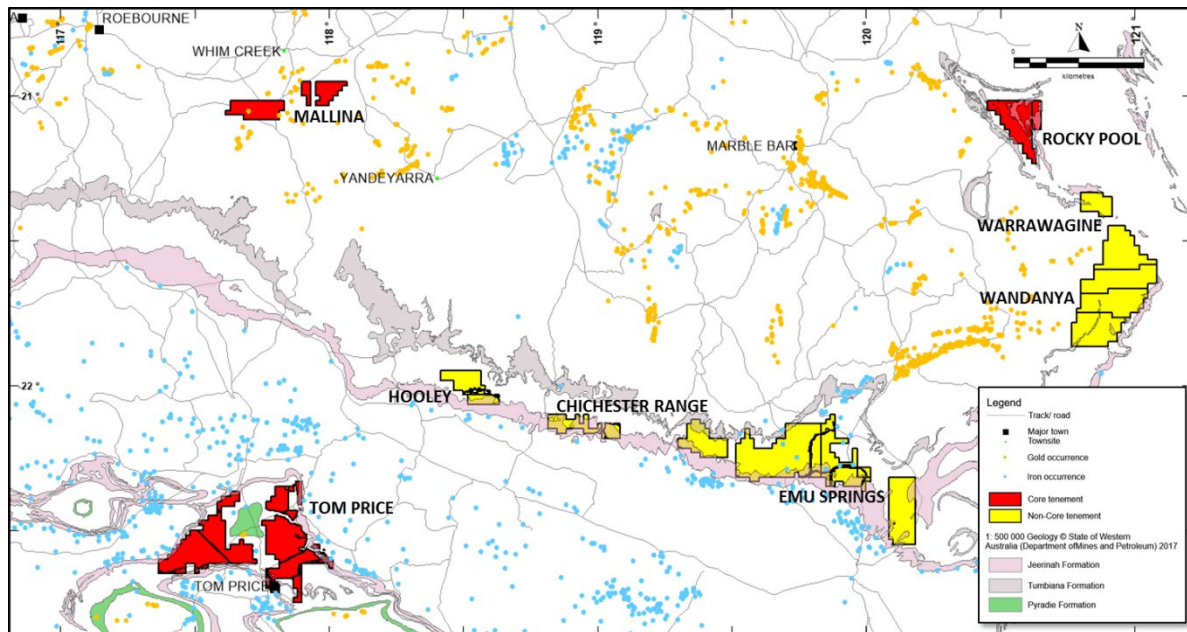 117°
118°
119°
120°
121°
ROEBOURNE
WHIM CREEK
-21°
MALLINA
YANDEYARRA
MARBLE BAR
kilometres
ROCKY POOL
WARRAWAGINE
WANDANYA
-22°
HOOLEY
CHICHESTER RANGE
EMU SPRINGS
TOM PRICE
TOM PRICE
Legend
Track/ road
Major town
Townsite
Gold occurrence
Iron occurrence
Core tenement
Non-Core tenement
1: 500 000 Geology © State of Western
Australia (Department ofMines and Petroleum) 2017
Jeerinah Formation
Tumbiana Formation
Pyradie Formation